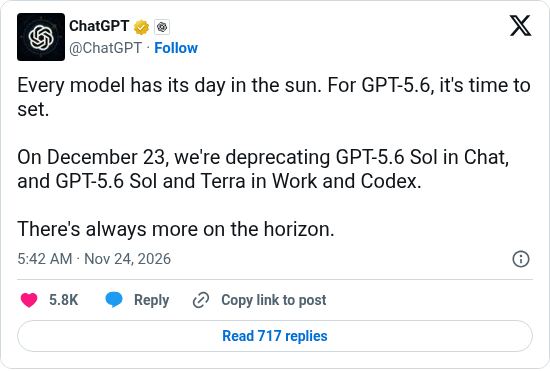 ChatGPT
@ChatGPT · Follow
Every model has its day in the sun. For GPT-5.6, it's time to
set.
On December 23, we're deprecating GPT-5.6 Sol in Chat,
and GPT-5.6 Sol and Terra in Work and Codex.
There's always more on the horizon.
5:42 AM · Nov 24, 2026
5.8K Reply Copy link to post
Read 717 replies